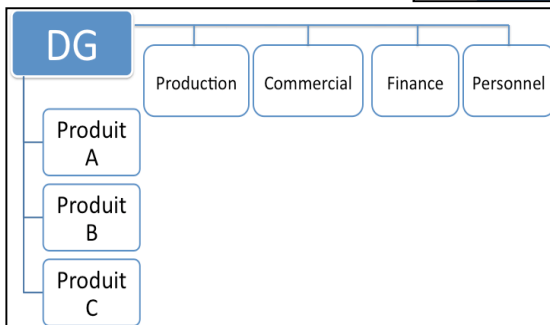 DG
Production
Commercial
Finance
Personnel
Produit
A
Produit
B
Produit
C